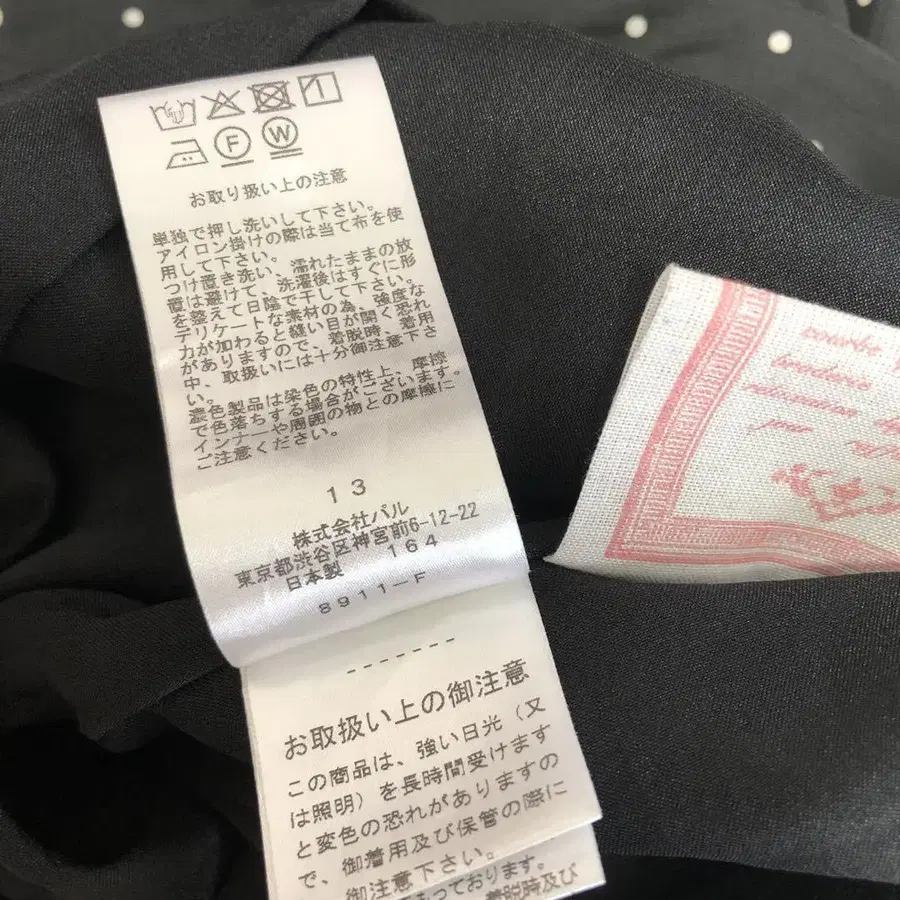 F W
お取り扱い上の注意
単独で押し洗いして下さい。
アイロン掛けの際は当て布を使
用して下さい。
つけ置き洗い、濡れたままの放
置は避けて、洗濯後はすぐに形
を整えて日陰で干して下さい。
デリケートな素材の為、強度な
力が加わると縫い目が開く恐れ
がありますので、着脱時、着用
中、取扱いには十分御注意下さ
い。
濃色製品は染色の特性上、摩擦
で色落ちする場合がございます。
インナーや周囲の物との摩擦に
ご注意ください。
13
株式会社パル
東京都渋谷区神宮前6-12-22
日本製 164
8911-F
-------
お取扱い上の御注意
この商品は、強い日光(又
は照明)を長時間受けます
と変色の恐れがありますの
で、御着用及び保管の際に
御注意下さい。
もっております。
着脱時及び